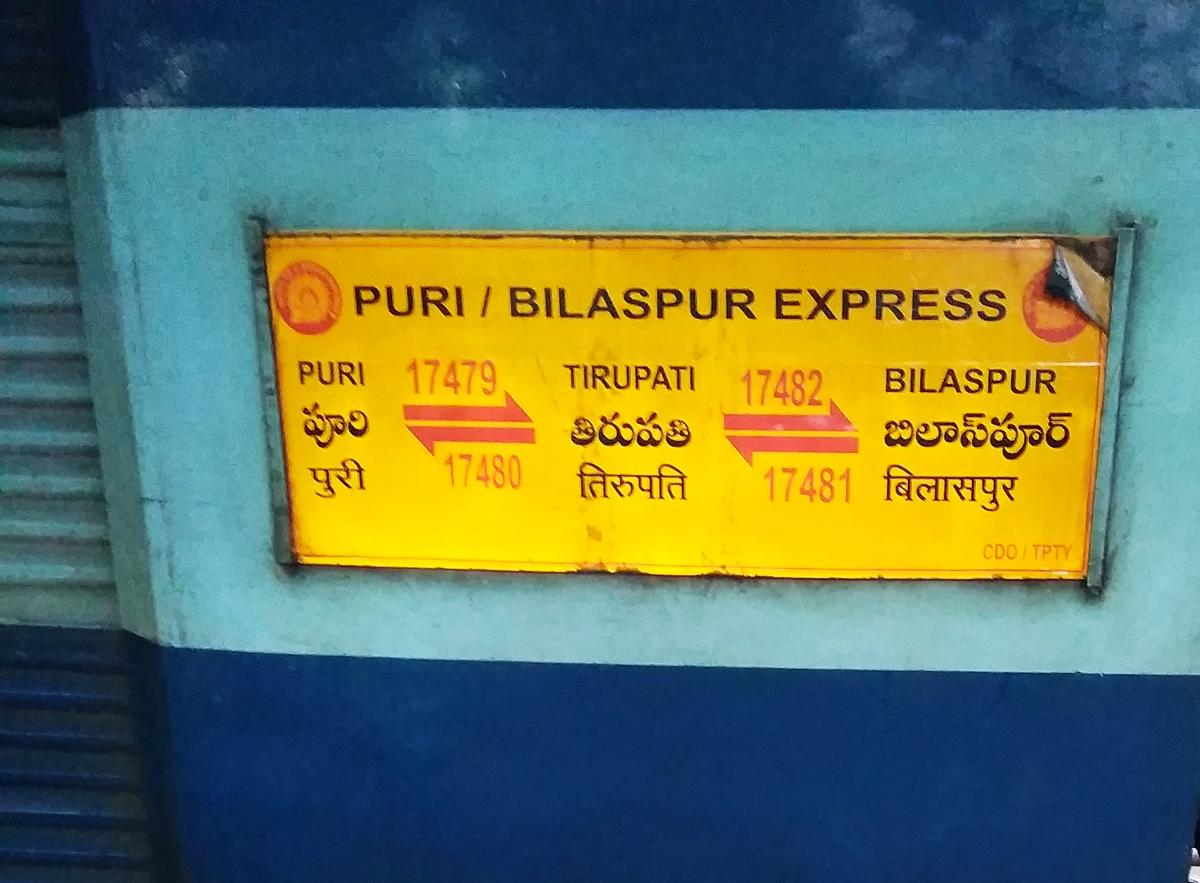 PURI / BILASPUR EXPRESS
PURI 17479 TIRUPATI 17482 BILASPUR
పూరి తిరుపతి బిలాస్‌పూర్
पुरी 17480 तिरुपति 17481 बिलासपुर
CDO / TPTY